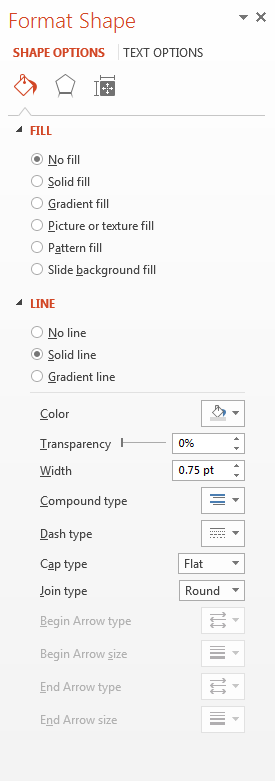 Format Shape
SHAPE OPTIONS TEXT OPTIONS
FILL
No fill
Solid fill
Gradient fill
Picture or texture fill
Pattern fill
Slide background fill
LINE
No line
Solid line
Gradient line
Color
Transparency 0%
Width 0.75 pt
Compound type
Dash type
Cap type Flat
Join type Round
Begin Arrow type
Begin Arrow size
End Arrow type
End Arrow size